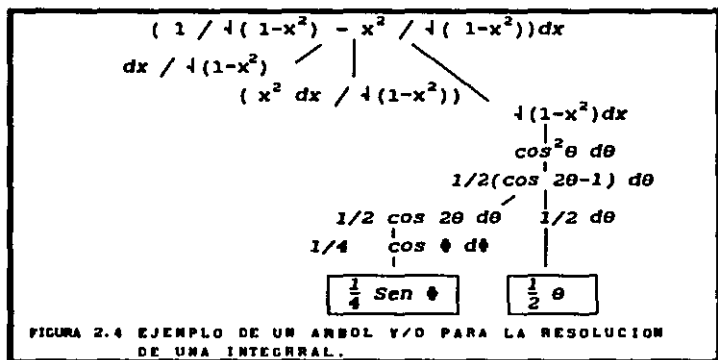 ( 1 / √( 1-x²) - x² / √( 1-x²))dx
dx / √(1-x²)
( x² dx / √(1-x²))
√(1-x²)dx
cos²θ dθ
1/2(cos 2θ-1) dθ
1/2 cos 2θ dθ 1/2 dθ
1/4 cos ϕ dϕ
1/4 Sen ϕ 1/2 θ
FIGURA 2.4 EJEMPLO DE UN ARBOL Y/O PARA LA RESOLUCION
DE UNA INTEGRRAL.